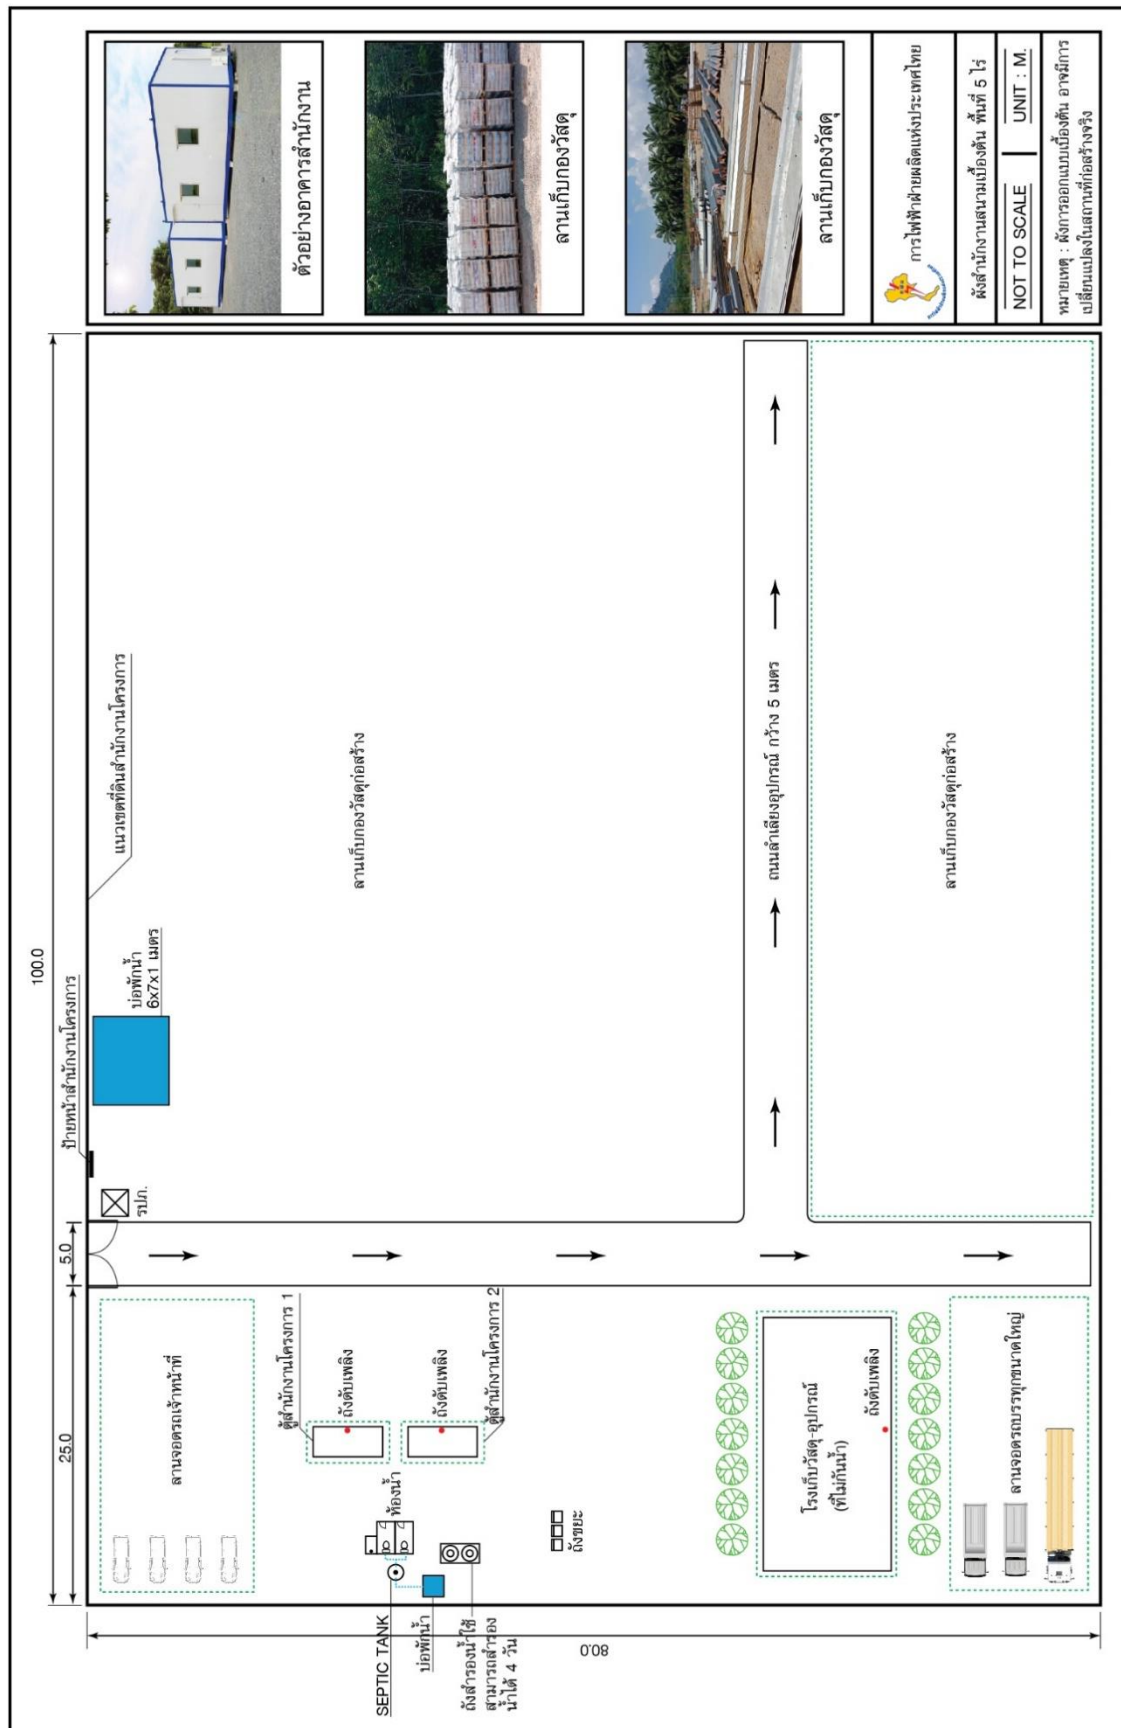 100.0
25.0
5.0
80.0
ป้ายหน้าสำนักงานโครงการ
แนวเขตที่ดินสำนักงานโครงการ
รปภ.
บ่อพักน้ำ
6x7x1 เมตร
ลานจอดรถเจ้าหน้าที่
ตู้สำนักงานโครงการ 1
ถังดับเพลิง
ถังดับเพลิง
ตู้สำนักงานโครงการ 2
ห้องน้ำ
SEPTIC TANK
บ่อพักน้ำ
ถังสำรองน้ำใช้
สามารถสำรอง
น้ำได้ 4 วัน
ถังขยะ
ลานเก็บกองวัสดุก่อสร้าง
ถนนลำเลียงอุปกรณ์ กว้าง 5 เมตร
โรงเก็บวัสดุ-อุปกรณ์
(ที่ไม่กันน้ำ)
ถังดับเพลิง
ลานจอดรถบรรทุกขนาดใหญ่
ลานเก็บกองวัสดุก่อสร้าง
ตัวอย่างอาคารสำนักงาน
ลานเก็บกองวัสดุ
ลานเก็บกองวัสดุ
การไฟฟ้าฝ่ายผลิตแห่งประเทศไทย
ผังสำนักงานสนามเบื้องต้น พื้นที่ 5 ไร่
NOT TO SCALE
UNIT : M.
หมายเหตุ : ผังการออกแบบเบื้องต้น อาจมีการ
เปลี่ยนแปลงในสถานที่ก่อสร้างจริง